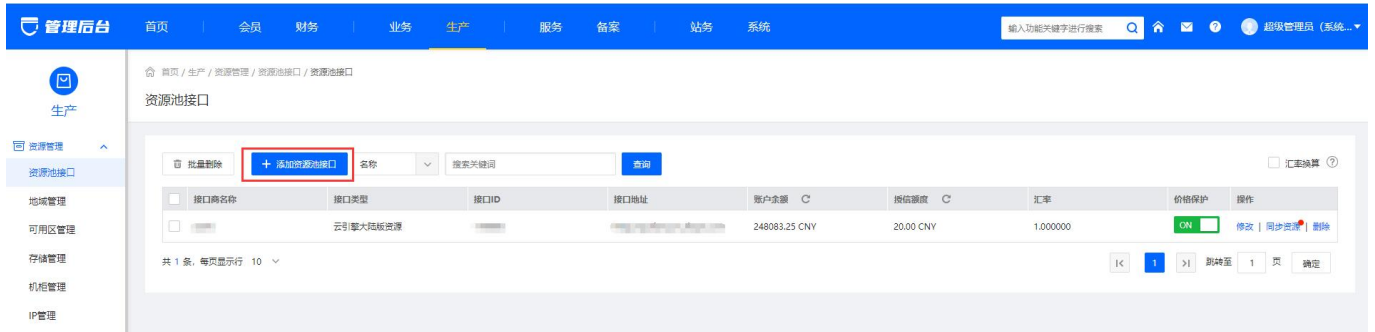 管理后台 首页 会员 财务 业务 生产 服务 备案 站务 系统 输入功能关键字进行搜索 超级管理员（系统...
生产
首页 / 生产 / 资源管理 / 资源池接口 / 资源池接口
资源池接口
资源管理
资源池接口
地域管理
可用区管理
存储管理
机柜管理
IP管理
批量删除 + 添加资源池接口 名称 搜索关键词 查询 汇率换算
接口商名称 接口类型 接口ID 接口地址 账户余额 授信额度 汇率 价格保护 操作
云引擎大陆版资源 248083.25 CNY 20.00 CNY 1.000000 ON 修改 | 同步资源 | 删除
共 1 条，每页显示行 10 1 跳转至 1 页 确定